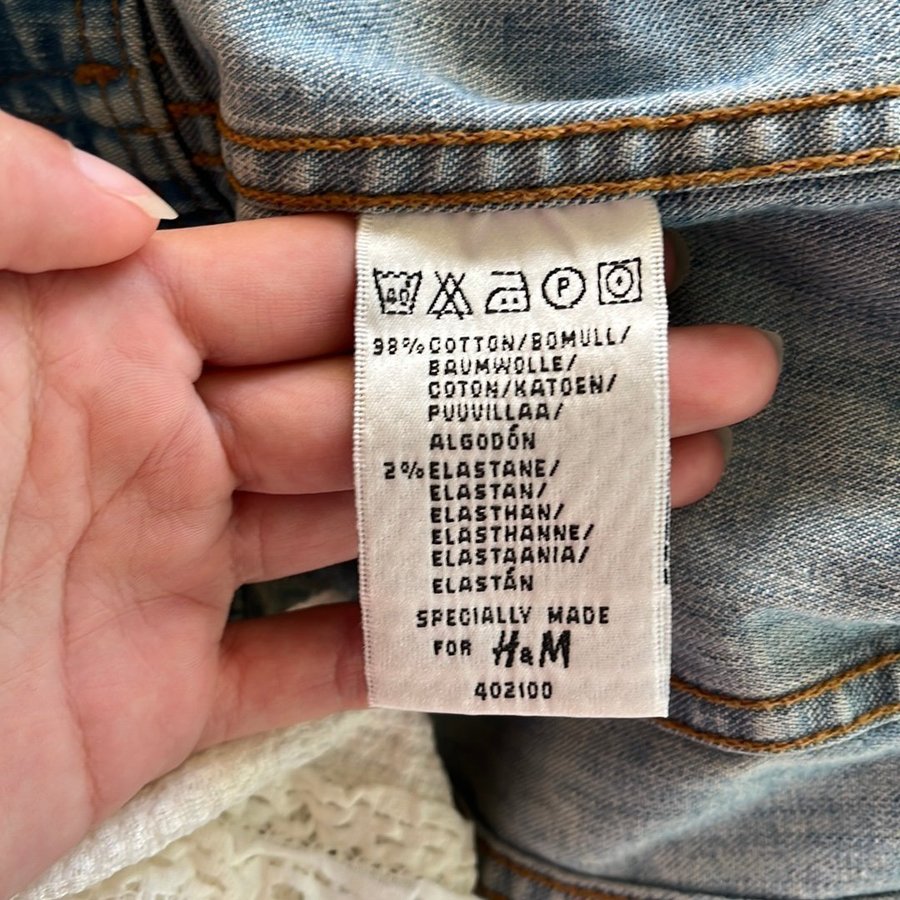 40 P
98% COTTON/BOMULL/
BAUMWOLLE/
COTON/KATOEN/
PUUVILLAA/
ALGODÓN
2% ELASTANE/
ELASTAN/
ELASTHAN/
ELASTHANNE/
ELASTAANIA/
ELASTÁN
SPECIALLY MADE
FOR H&M
402100